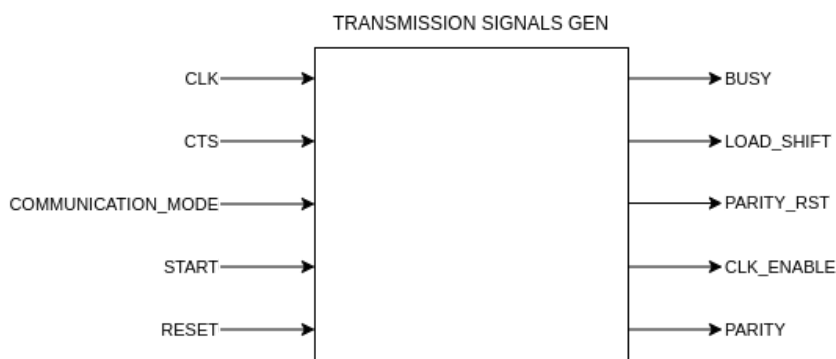 TRANSMISSION SIGNALS GEN
CLK
BUSY
CTS
LOAD_SHIFT
COMMUNICATION_MODE
PARITY_RST
START
CLK_ENABLE
RESET
PARITY